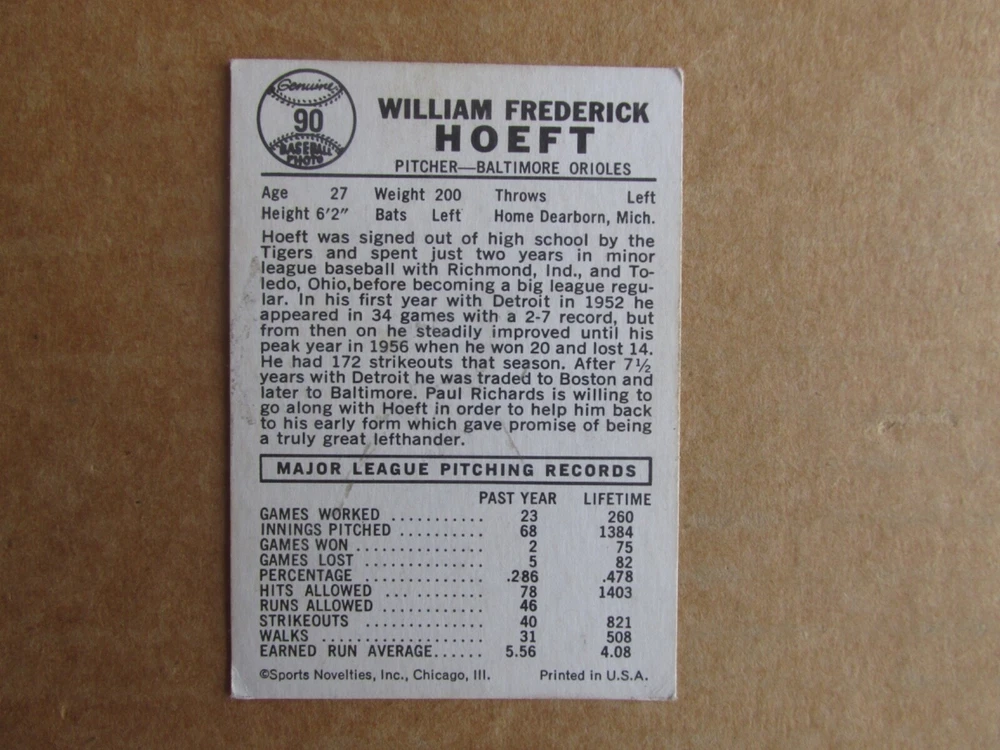 Genuine
90
BASEBALL
PHOTO
WILLIAM FREDERICK
HOEFT
PITCHER—BALTIMORE ORIOLES
Age 27 Weight 200 Throws Left
Height 6'2" Bats Left Home Dearborn, Mich.
Hoeft was signed out of high school by the
Tigers and spent just two years in minor
league baseball with Richmond, Ind., and To-
ledo, Ohio, before becoming a big league regu-
lar. In his first year with Detroit in 1952 he
appeared in 34 games with a 2-7 record, but
from then on he steadily improved until his
peak year in 1956 when he won 20 and lost 14.
He had 172 strikeouts that season. After 7½
years with Detroit he was traded to Boston and
later to Baltimore. Paul Richards is willing to
go along with Hoeft in order to help him back
to his early form which gave promise of being
a truly great lefthander.
MAJOR LEAGUE PITCHING RECORDS
PAST YEAR LIFETIME
GAMES WORKED ........... 23 260
INNING PITCHED .......... 68 1384
GAMES WON ............... 2 75
GAMES LOST .............. 5 82
PERCENTAGE ............. .286 .478
HITS ALLOWED ............ 78 1403
RUNS ALLOWED ............ 46
STRIKEOUTS ............. 40 821
WALKS .................. 31 508
EARNED RUN AVERAGE...... 5.56 4.08
©Sports Novelties, Inc., Chicago, Ill. Printed in U.S.A.